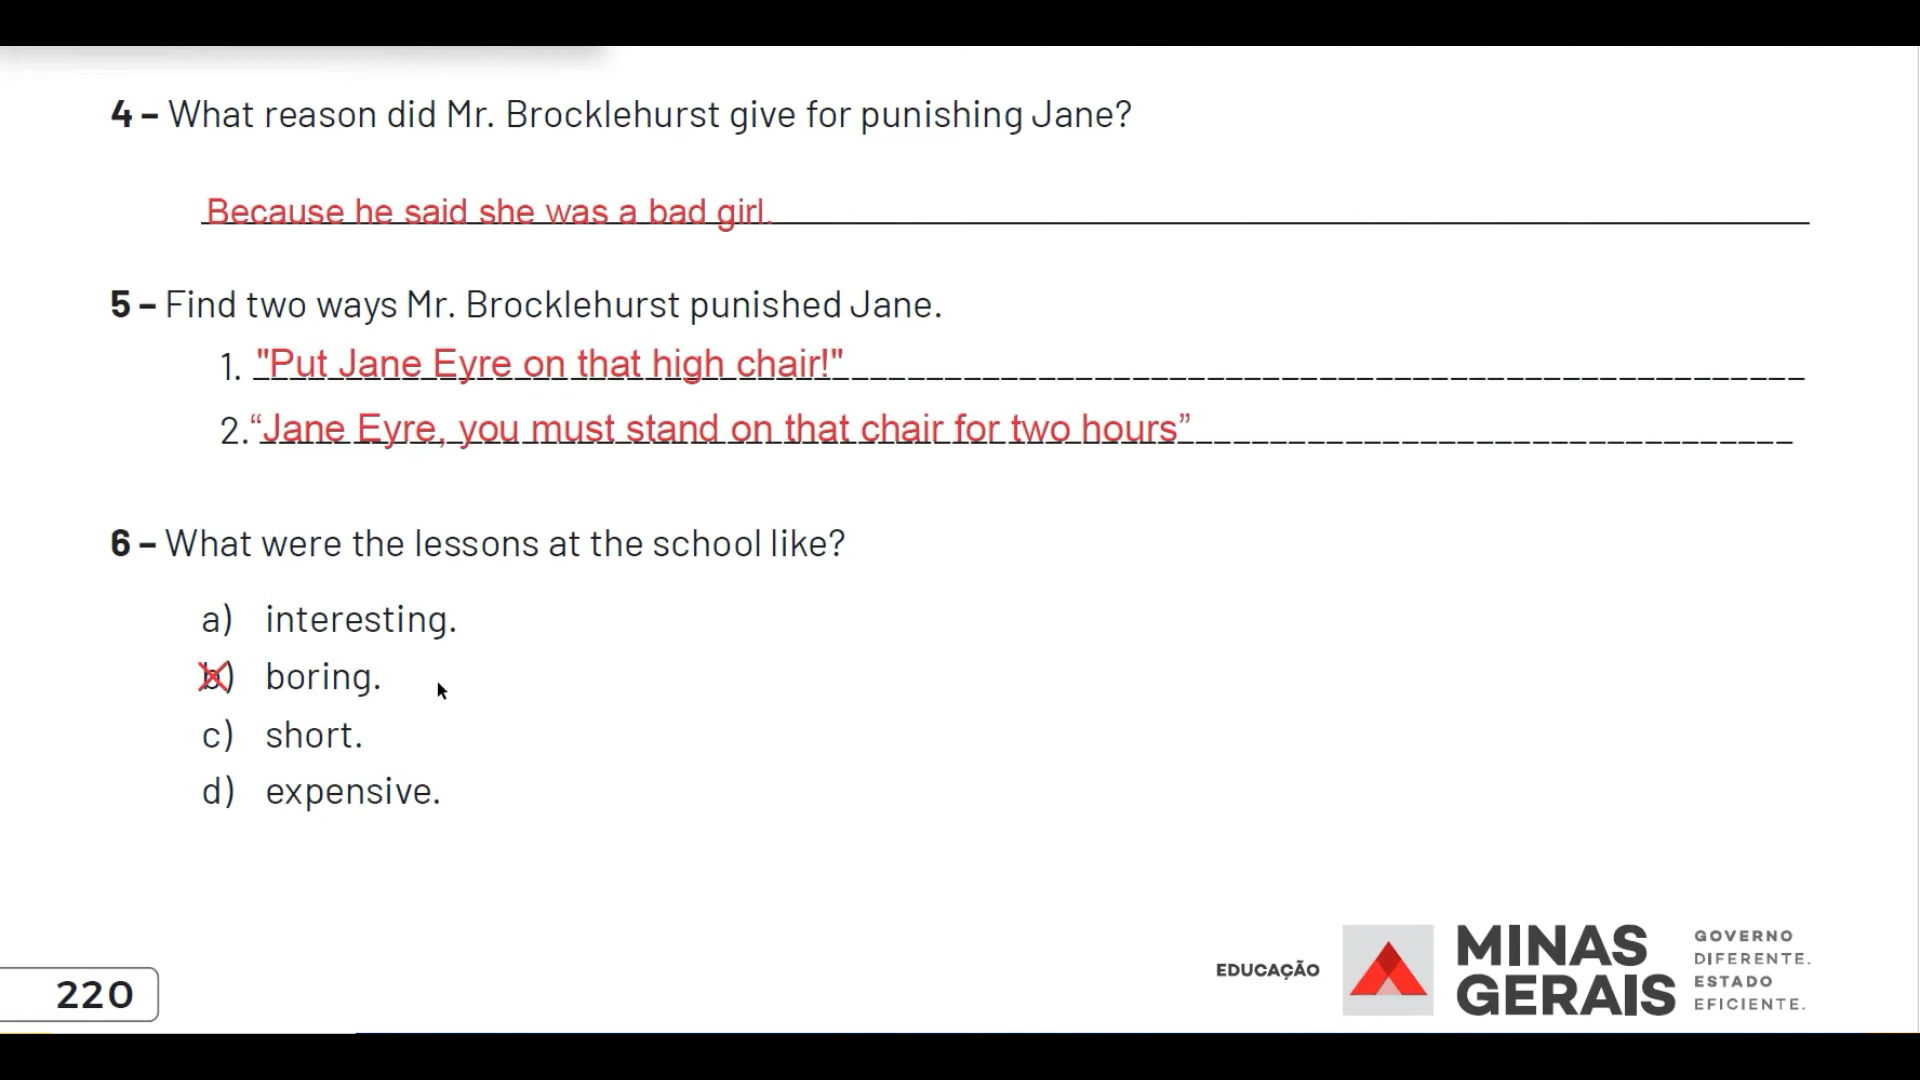 4 – What reason did Mr. Brocklehurst give for punishing Jane?
Because he said she was a bad girl.
5 – Find two ways Mr. Brocklehurst punished Jane.
1. "Put Jane Eyre on that high chair!"
2. “Jane Eyre, you must stand on that chair for two hours”
6 – What were the lessons at the school like?
a) interesting.
b) boring.
c) short.
d) expensive.
220
EDUCAÇÃO
MINAS
GERAIS
GOVERNO
DIFERENTE.
ESTADO
EFICIENTE.